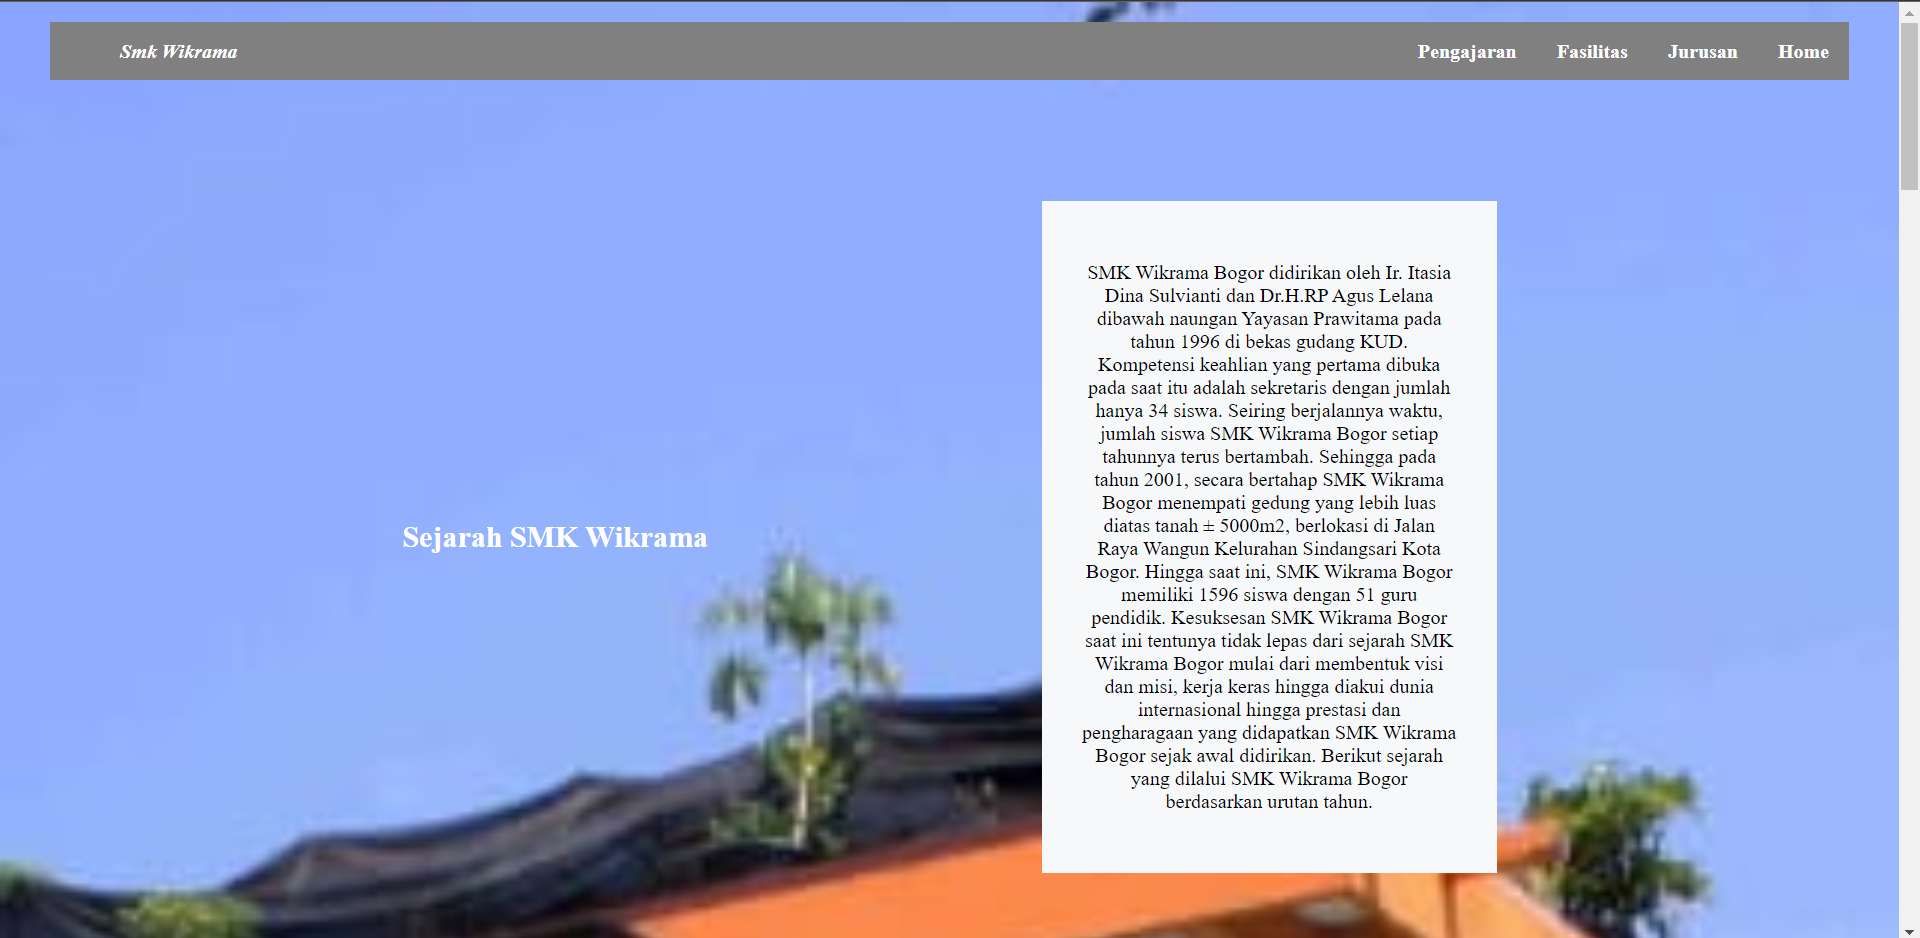 Smk Wikrama
Pengajaran
Fasilitas
Jurusan
Home
Sejarah SMK Wikrama
SMK Wikrama Bogor didirikan oleh Ir. Itasia
Dina Sulvianti dan Dr.H.RP Agus Lelana
dibawah naungan Yayasan Prawitama pada
tahun 1996 di bekas gudang KUD.
Kompetensi keahlian yang pertama dibuka
pada saat itu adalah sekretaris dengan jumlah
hanya 34 siswa. Seiring berjalannya waktu,
jumlah siswa SMK Wikrama Bogor setiap
tahunnya terus bertambah. Sehingga pada
tahun 2001, secara bertahap SMK Wikrama
Bogor menempati gedung yang lebih luas
diatas tanah ± 5000m2, berlokasi di Jalan
Raya Wangun Kelurahan Sindangsari Kota
Bogor. Hingga saat ini, SMK Wikrama Bogor
memiliki 1596 siswa dengan 51 guru
pendidik. Kesuksesan SMK Wikrama Bogor
saat ini tentunya tidak lepas dari sejarah SMK
Wikrama Bogor mulai dari membentuk visi
dan misi, kerja keras hingga diakui dunia
internasional hingga prestasi dan
pengharagaan yang didapatkan SMK Wikrama
Bogor sejak awal didirikan. Berikut sejarah
yang dilalui SMK Wikrama Bogor
berdasarkan urutan tahun.